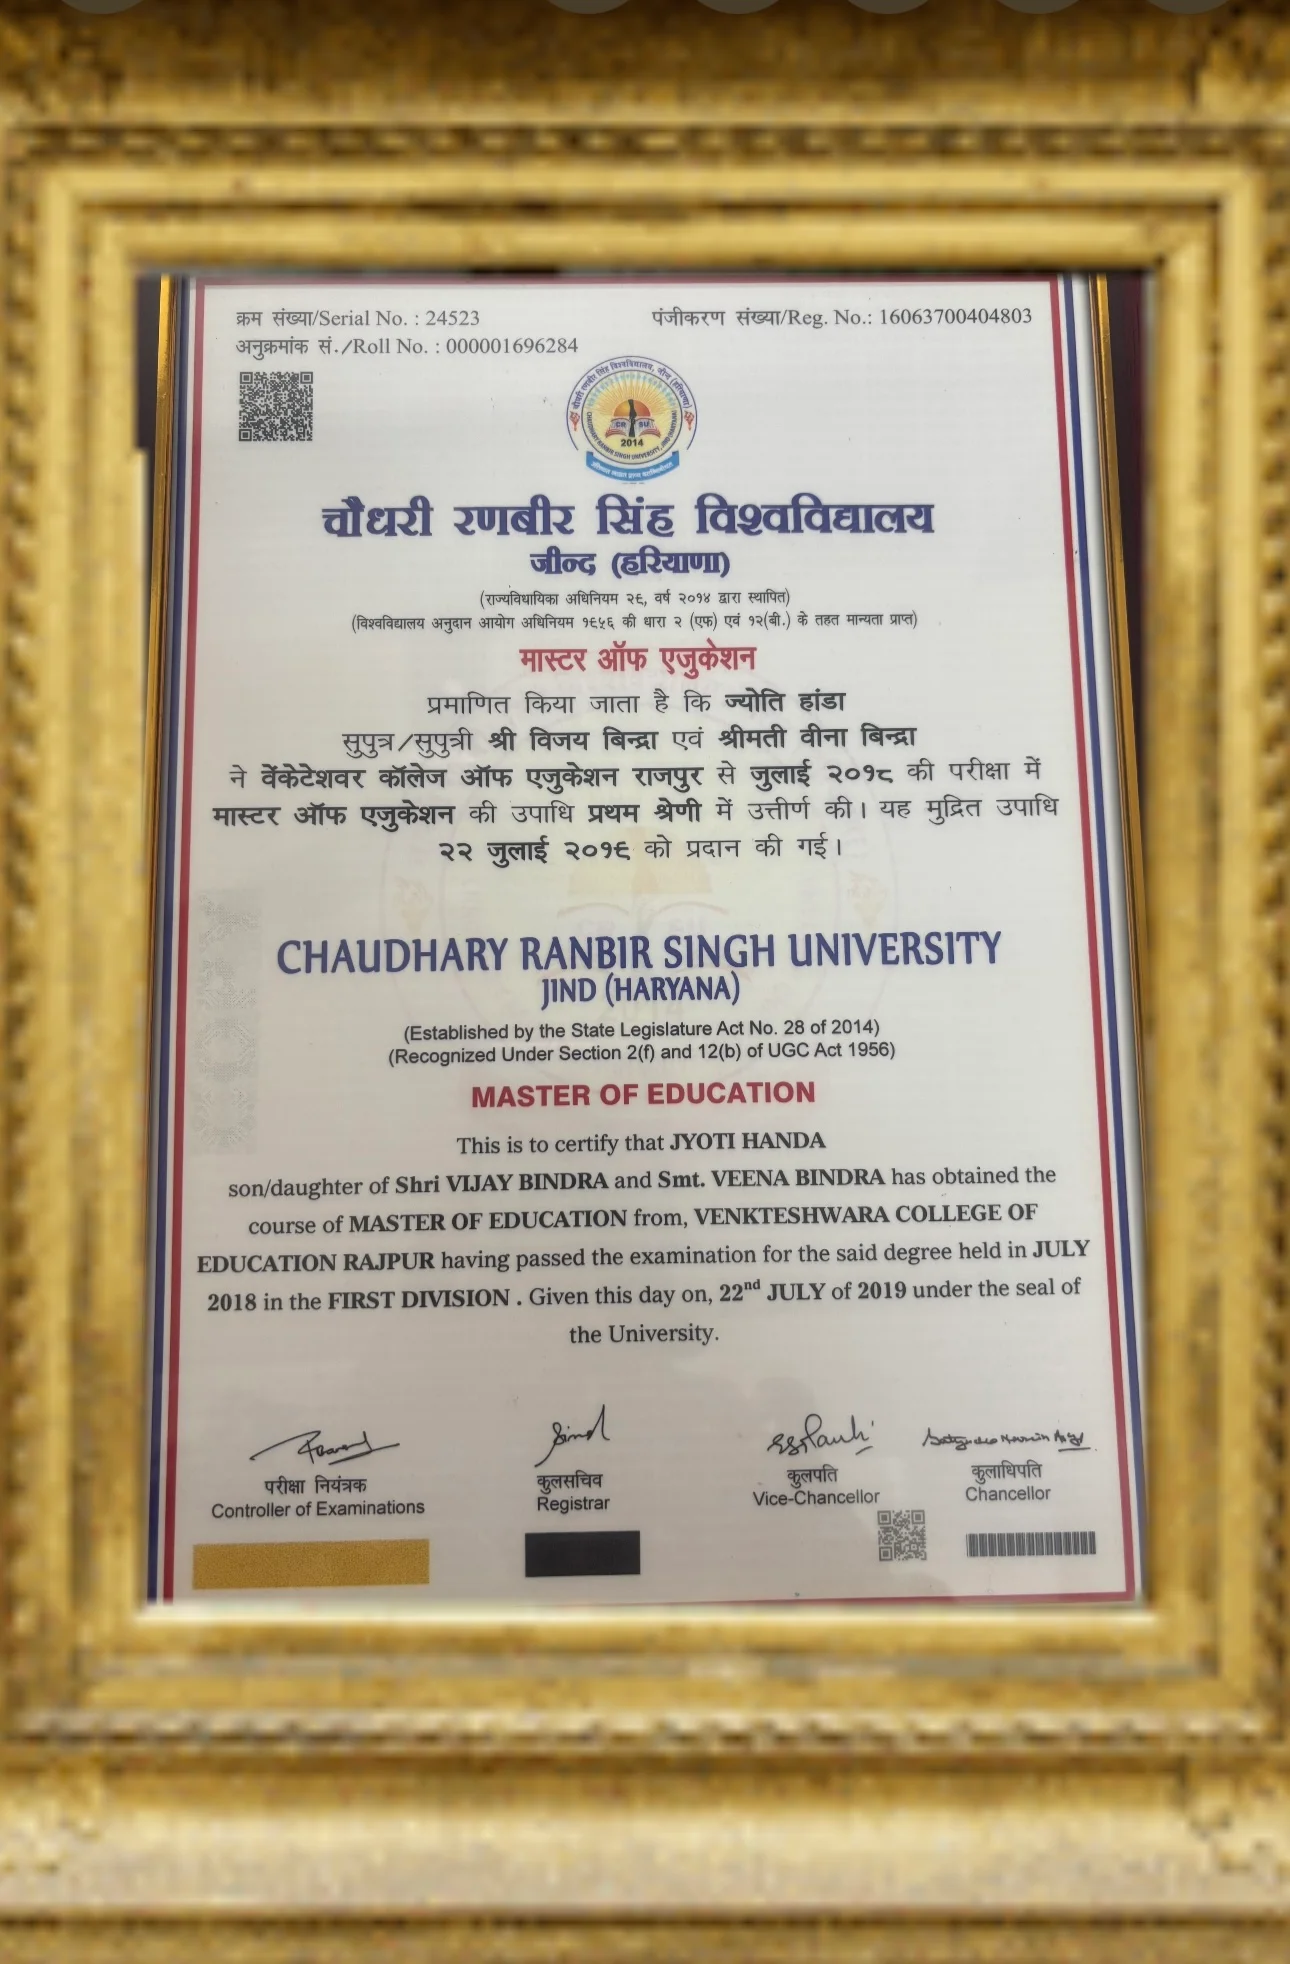 क्रम संख्या/Serial No. : 24523
पंजीकरण संख्या/Reg. No.: 16063700404803
अनुक्रमांक सं./Roll No. : 000001696284
CR SU
2014
चौधरी रणबीर सिंह विश्वविद्यालय
जीन्द (हरियाणा)
(राज्यविधायिका अधिनियम २८, वर्ष २०१४ द्वारा स्थापित)
(विश्वविद्यालय अनुदान आयोग अधिनियम १९५६ की धारा २ (एफ) एवं १२(बी.) के तहत मान्यता प्राप्त)
मास्टर ऑफ एजुकेशन
प्रमाणित किया जाता है कि ज्योति हांडा
सुपुत्र/सुपुत्री श्री विजय बिन्द्रा एवं श्रीमती वीना बिन्द्रा
ने वेंकेटेशवर कॉलेज ऑफ एजुकेशन राजपुर से जुलाई २०१८ की परीक्षा में
मास्टर ऑफ एजुकेशन की उपाधि प्रथम श्रेणी में उत्तीर्ण की। यह मुद्रित उपाधि
२२ जुलाई २०१९ को प्रदान की गई।
CHAUDHARY RANBIR SINGH UNIVERSITY
JIND (HARYANA)
(Established by the State Legislature Act No. 28 of 2014)
(Recognized Under Section 2(f) and 12(b) of UGC Act 1956)
MASTER OF EDUCATION
This is to certify that JYOTI HANDA
son/daughter of Shri VIJAY BINDRA and Smt. VEENA BINDRA has obtained the
course of MASTER OF EDUCATION from, VENKTESHWARA COLLEGE OF
EDUCATION RAJPUR having passed the examination for the said degree held in JULY
2018 in the FIRST DIVISION . Given this day on, 22nd JULY of 2019 under the seal of
the University.
परीक्षा नियंत्रक
Controller of Examinations
कुलसचिव
Registrar
कुलपति
Vice-Chancellor
कुलाधिपति
Chancellor